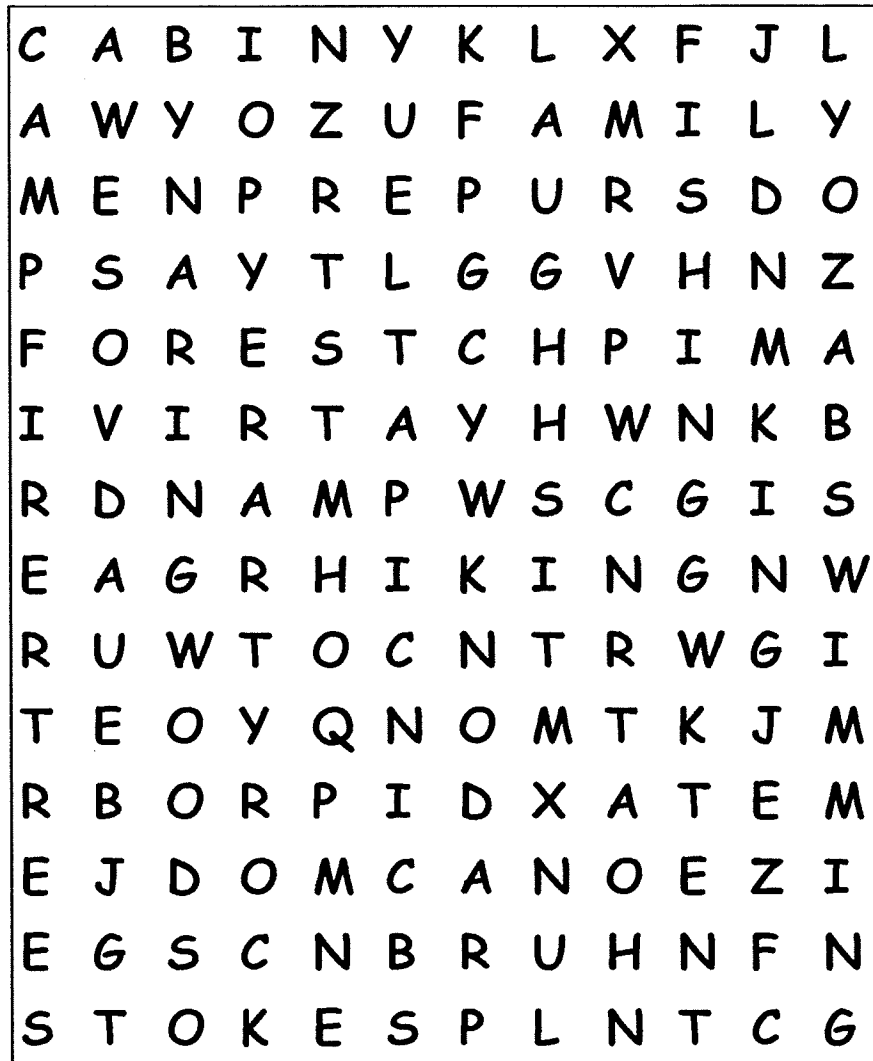 C A B I N Y K L X F J L
A W Y O Z U F A M I L Y
M E N P R E P U R S D O
P S A Y T L G G V H N Z
F O R E S T C H P I M A
I V I R T A Y H W N K B
R D N A M P W S C G I S
E A G R H I K I N G N W
R U W T O C N T R W G I
T E O Y Q N O M T K J M
R B O R P I D X A T E M
E J D O M C A N O E Z I
E G S C N B R U H N F N
S T O K E S P L N T C G